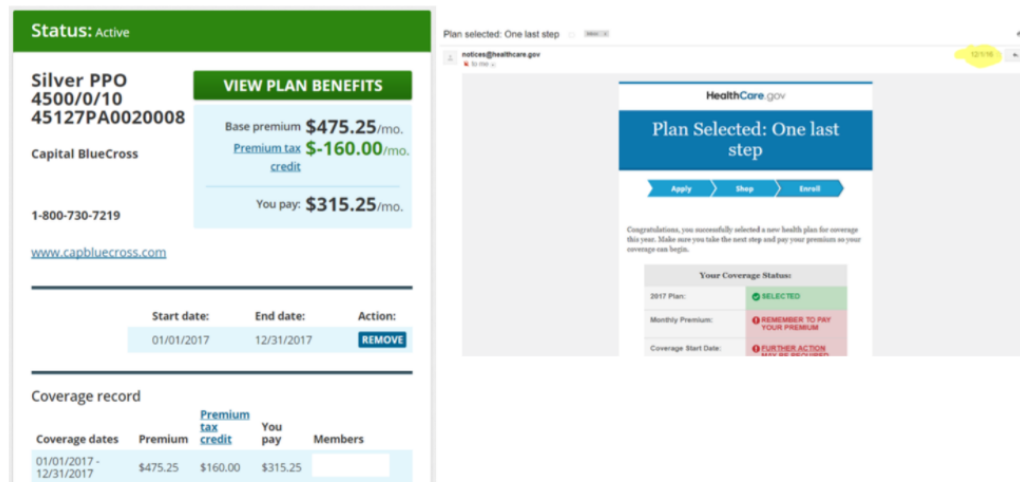 Status: Active
Silver PPO
4500/0/10
45127PA0020008
Capital BlueCross
1-800-730-7219
www.capbluecross.com
VIEW PLAN BENEFITS
Base premium $475.25/mo.
Premium tax $-160.00/mo.
credit
You pay: $315.25/mo.
Start date: End date: Action:
01/01/2017 12/31/2017 REMOVE
Coverage record
Premium
tax You
Coverage dates Premium credit pay Members
01/01/2017 -
12/31/2017 $475.25 $160.00 $315.25
Plan selected: One last step
notices@healthcare.gov
to me
12/1/16
HealthCare.gov
Plan Selected: One last
step
Apply Shop Enroll
Congratulations, you successfully selected a new health plan for coverage
this year. Make sure you take the next step and pay your premium so your
coverage can begin.
Your Coverage Status:
2017 Plan: SELECTED
Monthly Premium: REMEMBER TO PAY
YOUR PREMIUM
Coverage Start Date: FURTHER ACTION
MAY BE REQUIRED